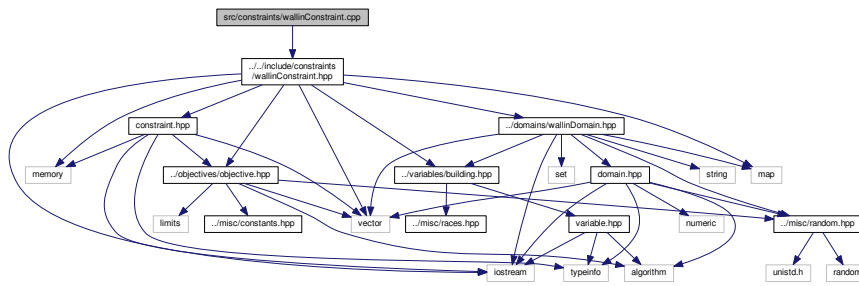 src/constraints/wallinConstraint.cpp
../../include/constraints
/wallinConstraint.hpp
constraint.hpp
../domains/wallinDomain.hpp
memory
../objectives/objective.hpp
../variables/building.hpp
set
domain.hpp
string
map
limits
../misc/constants.hpp
vector
../misc/races.hpp
variable.hpp
numeric
../misc/random.hpp
iostream
typeinfo
algorithm
unistd.h
random